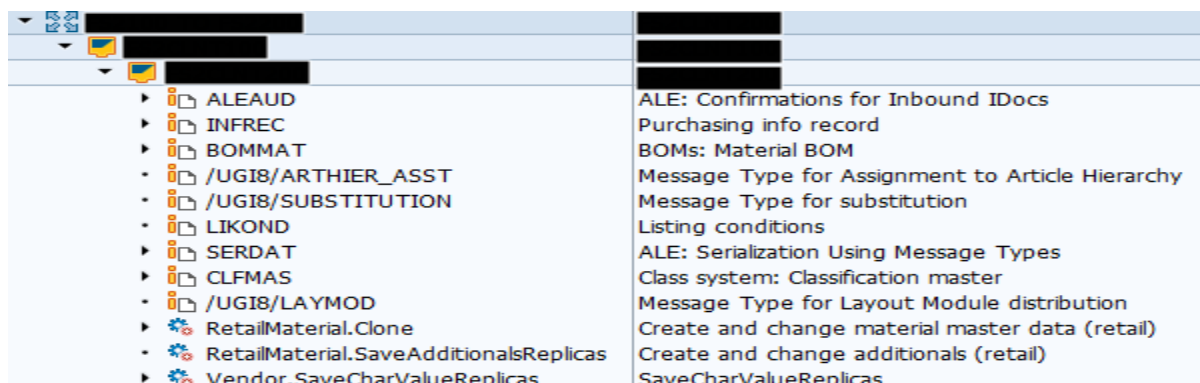 ALEAUD ALE: Confirmations for Inbound IDocs
INFREC Purchasing info record
BOMMAT BOMs: Material BOM
/UGI8/ARTHIER_ASST Message Type for Assignment to Article Hierarchy
/UGI8/SUBSTITUTION Message Type for substitution
LIKOND Listing conditions
SERDAT ALE: Serialization Using Message Types
CLFMAS Class system: Classification master
/UGI8/LAYMOD Message Type for Layout Module distribution
RetailMaterial.Clone Create and change material master data (retail)
RetailMaterial.SaveAdditionalsReplicas Create and change additionals (retail)
Vendor.SaveCharValueReplicas SaveCharValueReplicas